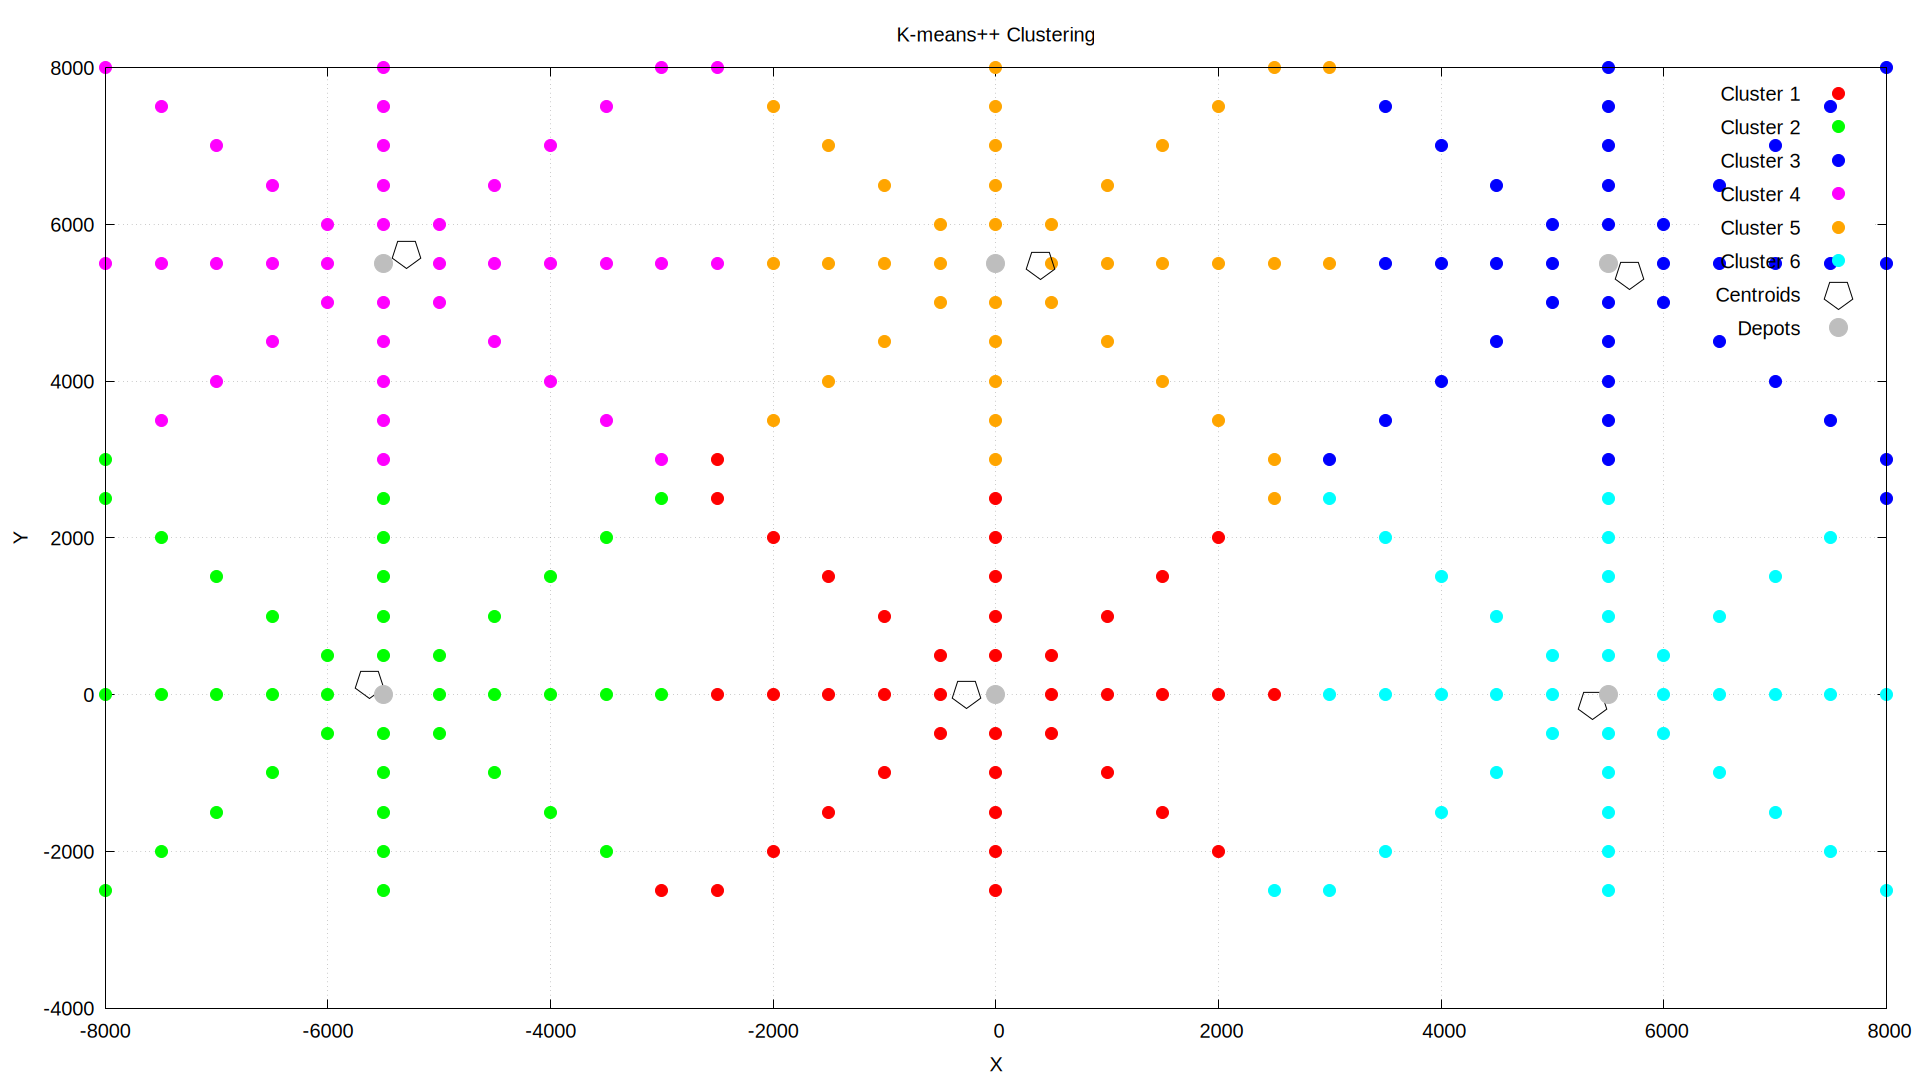 K-means++ Clustering
8000
6000
4000
2000
0
-2000
-4000
Y
-8000 -6000 -4000 -2000 0 2000 4000 6000 8000
X
Cluster 1
Cluster 2
Cluster 3
Cluster 4
Cluster 5
Cluster 6
Centroids
Depots